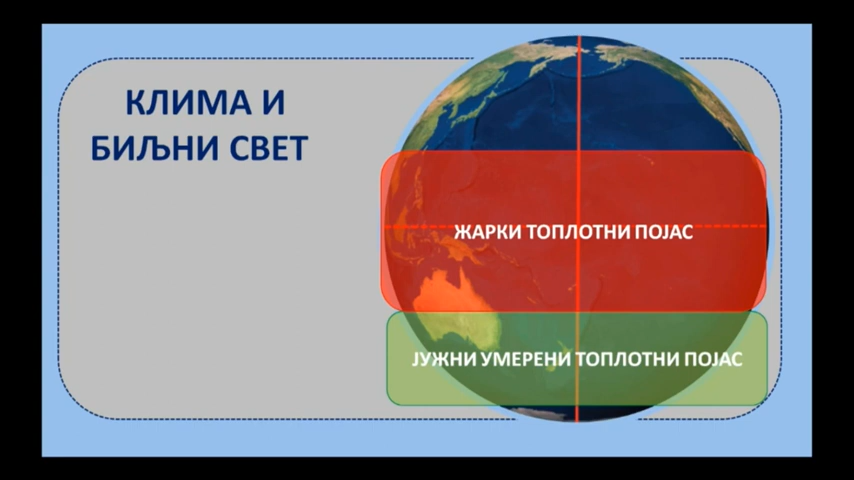 КЛИМА И
БИЉНИ СВЕТ
ЖАРКИ ТОПЛОТНИ ПОЈАС
ЈУЖНИ УМЕРЕНИ ТОПЛОТНИ ПОЈАС